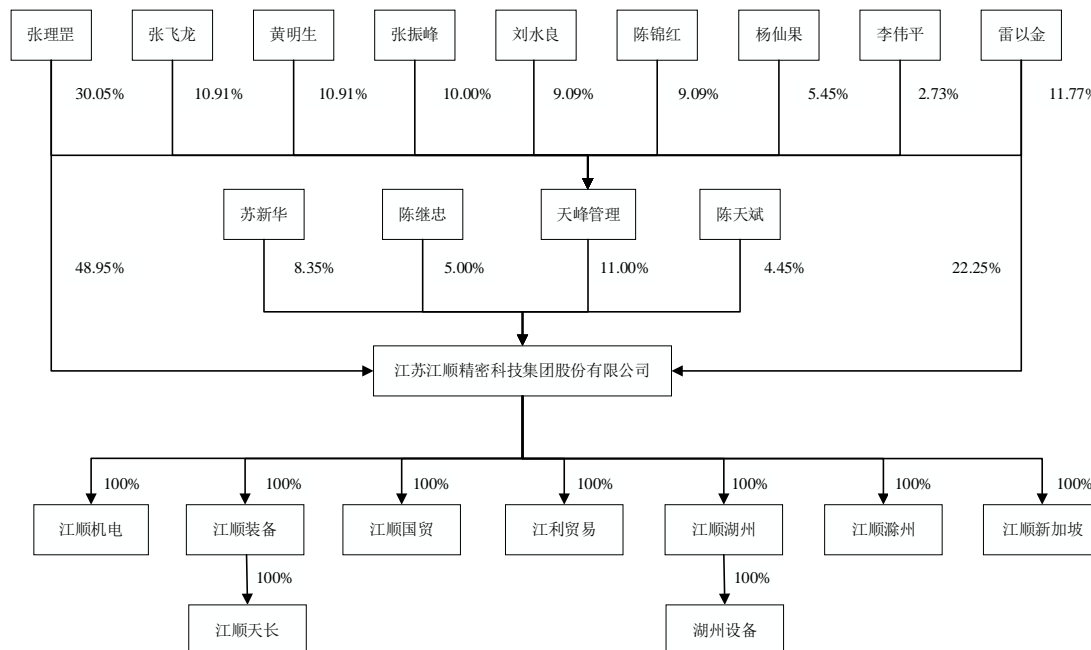 张理罡
张飞龙
黄明生
张振峰
刘水良
陈锦红
杨仙果
李伟平
雷以金
30.05%
10.91%
10.91%
10.00%
9.09%
9.09%
5.45%
2.73%
11.77%
苏新华
陈继忠
天峰管理
陈天斌
48.95%
8.35%
5.00%
11.00%
4.45%
22.25%
江苏江顺精密科技集团股份有限公司
100%
100%
100%
100%
100%
100%
100%
江顺机电
江顺装备
江顺国贸
江利贸易
江顺湖州
江顺滁州
江顺新加坡
100%
100%
江顺天长
湖州设备